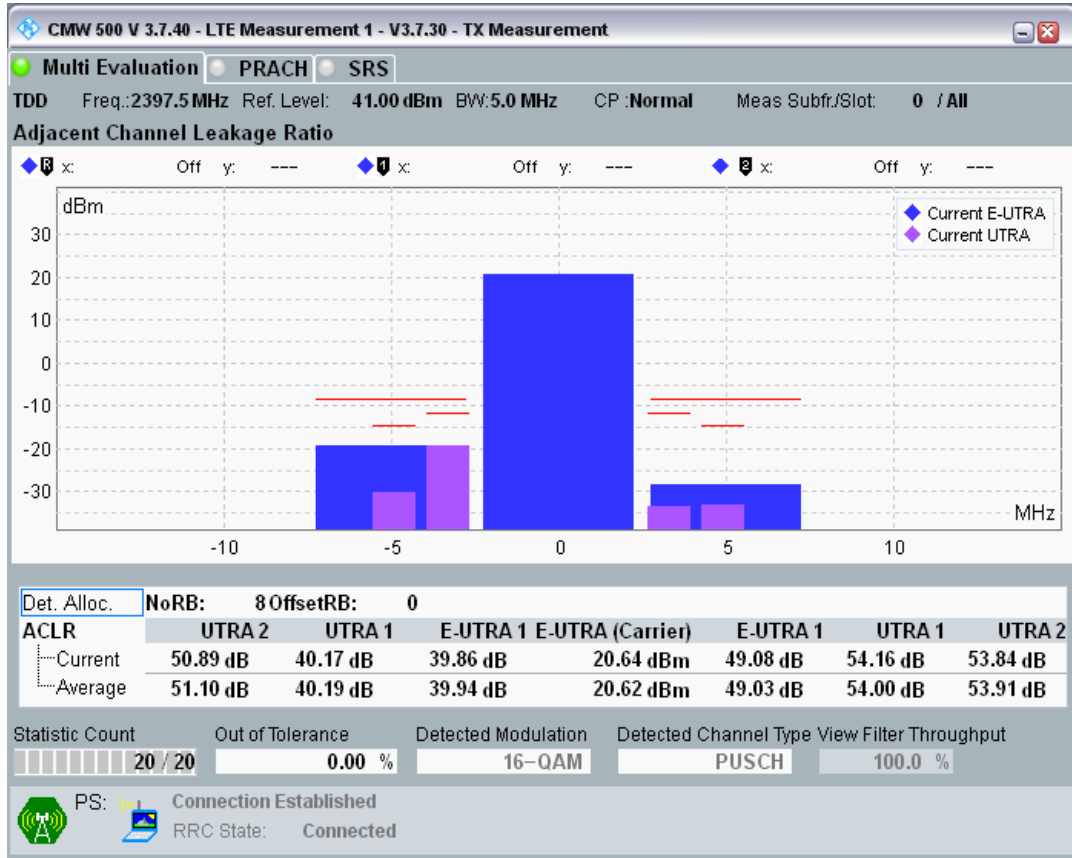 CMW 500 V 3.7.40 - LTE Measurement 1 - V3.7.30 - TX Measurement
Multi Evaluation PRACH SRS
TDD Freq.:2397.5 MHz Ref. Level: 41.00 dBm BW:5.0 MHz CP :Normal Meas Subfr./Slot: 0 / All
Adjacent Channel Leakage Ratio
R x: Off y: --- 1 x: Off y: --- 2 x: Off y: ---
dBm
Current E-UTRA
Current UTRA
30
20
10
0
-10
-20
-30
MHz
-10 -5 0 5 10
Det. Alloc. NoRB: 8 OffsetRB: 0
ACLR UTRA 2 UTRA 1 E-UTRA 1 E-UTRA (Carrier) E-UTRA 1 UTRA 1 UTRA 2
Current 50.89 dB 40.17 dB 39.86 dB 20.64 dBm 49.08 dB 54.16 dB 53.84 dB
Average 51.10 dB 40.19 dB 39.94 dB 20.62 dBm 49.03 dB 54.00 dB 53.91 dB
Statistic Count Out of Tolerance Detected Modulation Detected Channel Type View Filter Throughput
20 / 20 0.00 % 16-QAM PUSCH 100.0 %
PS: Connection Established
RRC State: Connected